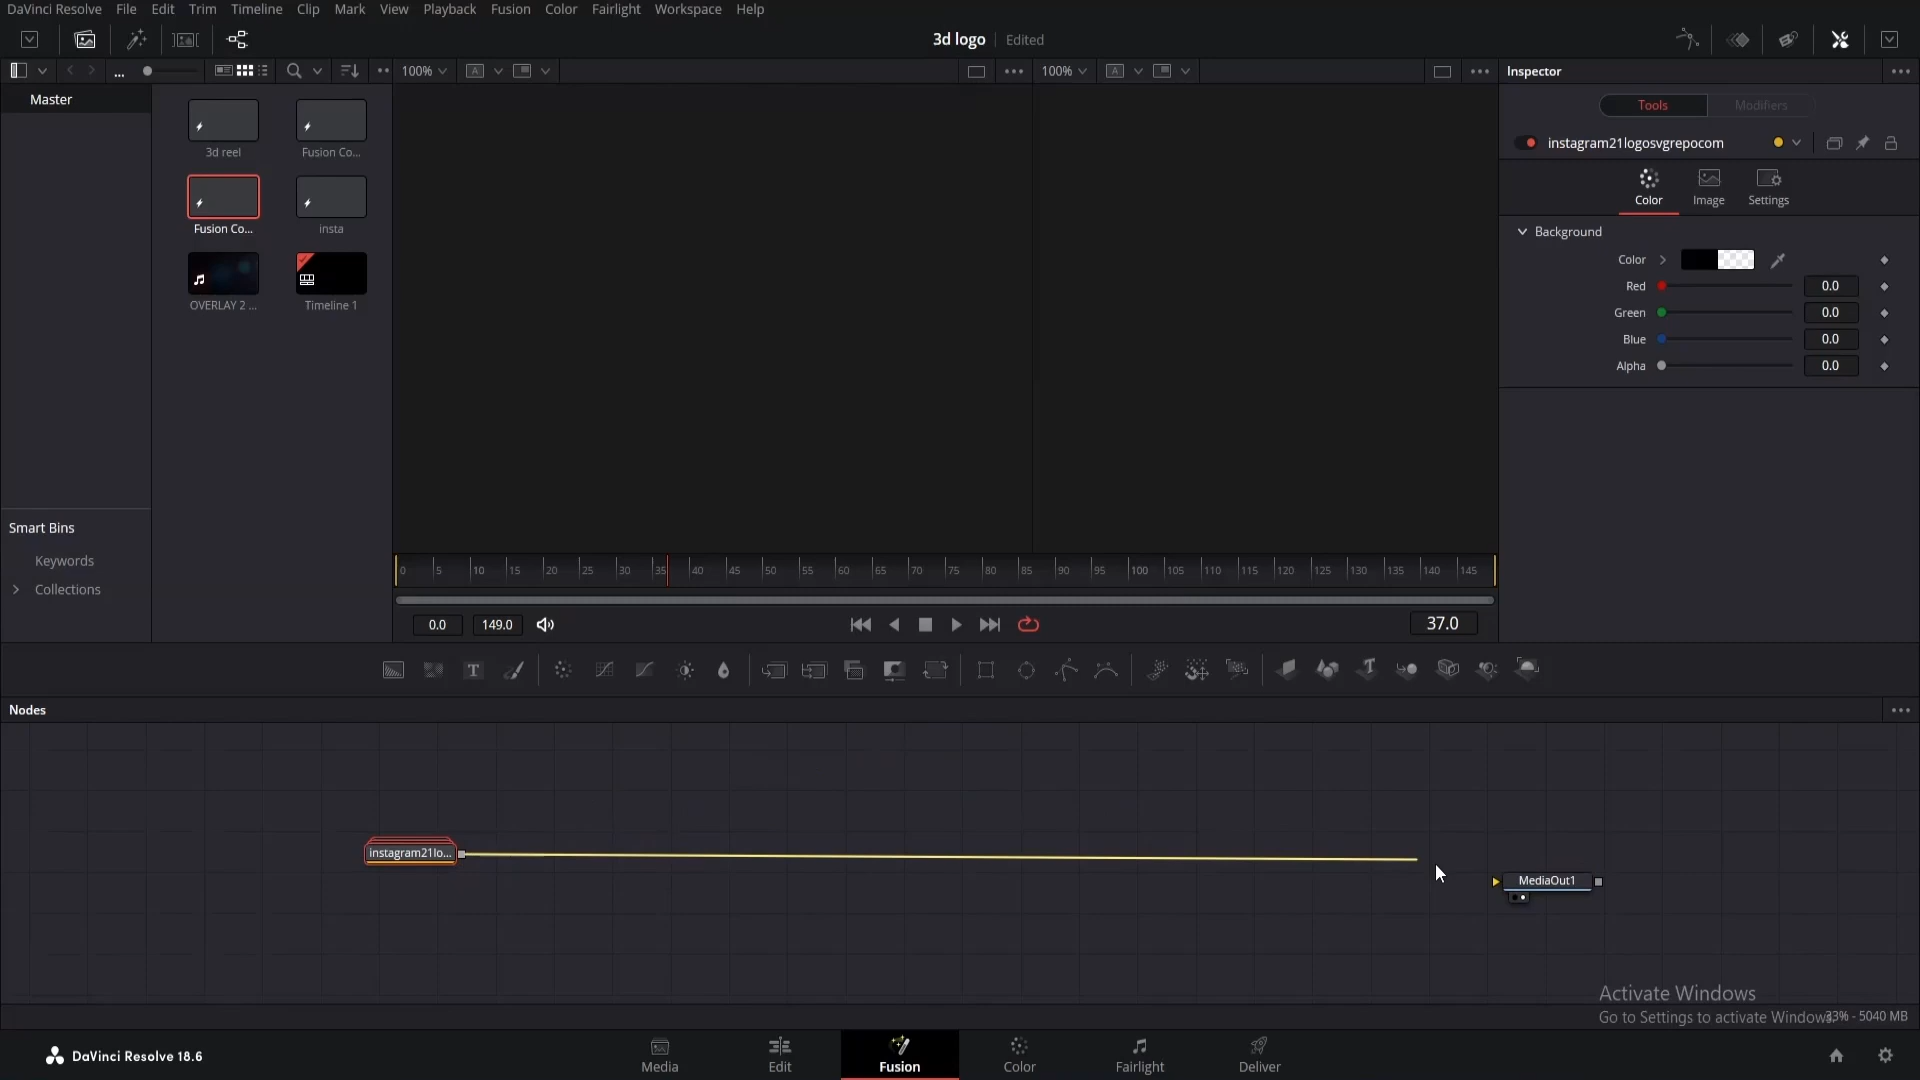 DaVinci Resolve File Edit Trim Timeline Clip Mark View Playback Fusion Color Fairlight Workspace Help
3d logo Edited
100% A 100% A Inspector
Master
Tools Modifiers
instagram21logosvgrepocom
3d reel Fusion Co...
Color Image Settings
Fusion Co... insta
Background
Color
Red 0.0
Green 0.0
Blue 0.0
Alpha 0.0
OVERLAY 2 ... Timeline 1
Smart Bins
Keywords
Collections
0 5 10 15 20 25 30 35 40 45 50 55 60 65 70 75 80 85 90 95 100 105 110 115 120 125 130 135 140 145
0.0 149.0 37.0
T T
Nodes
instagram21lo...
MediaOut1
Activate Windows
Go to Settings to activate Windows.
33% - 5040 MB
DaVinci Resolve 18.6
Media Edit Fusion Color Fairlight Deliver